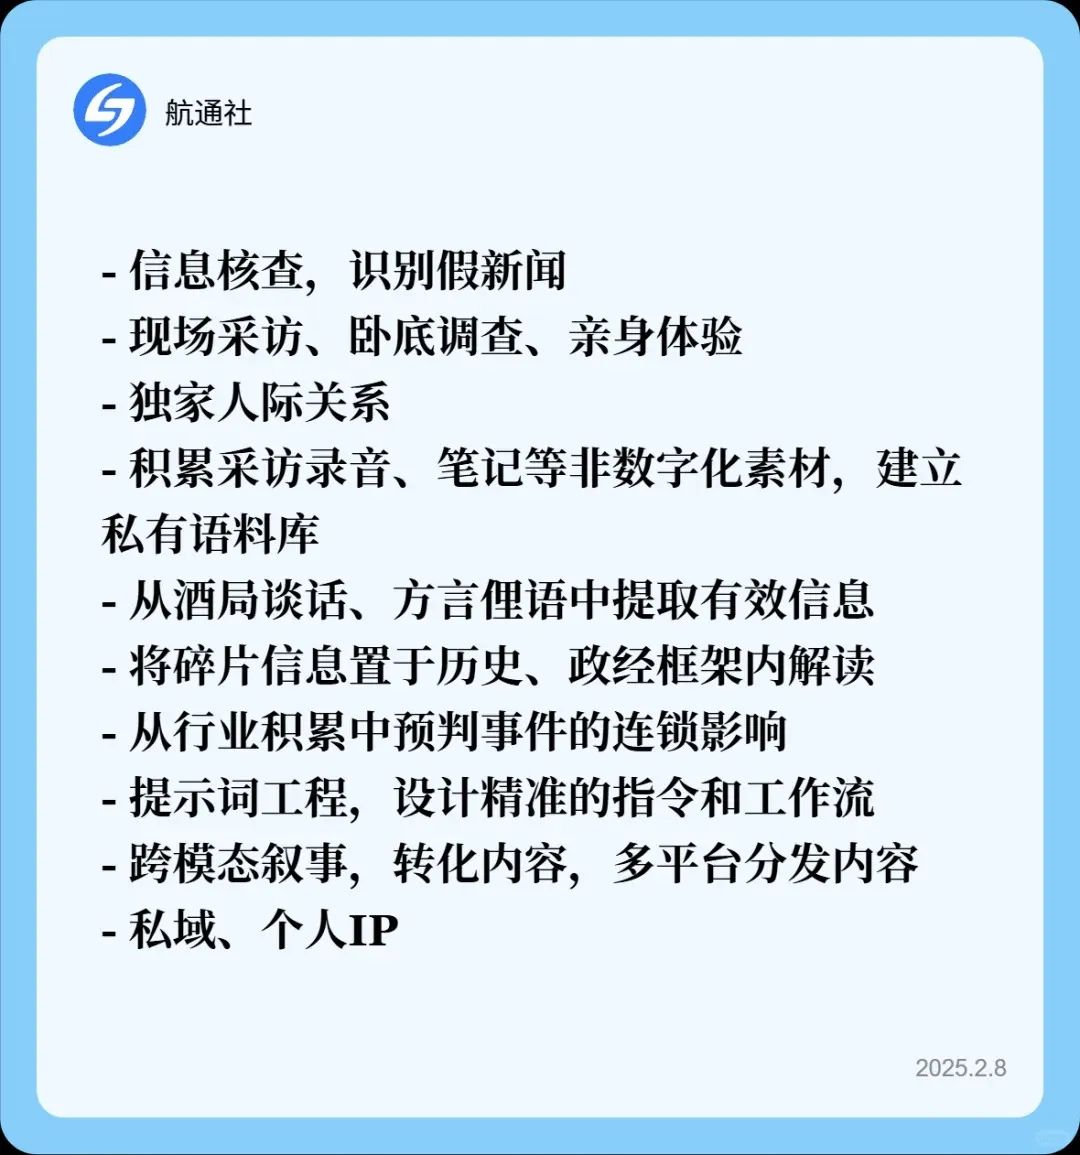 航通社
- 信息核查，识别假新闻
- 现场采访、卧底调查、亲身体验
- 独家人际关系
- 积累采访录音、笔记等非数字化素材，建立
私有语料库
- 从酒局谈话、方言俚语中提取有效信息
- 将碎片信息置于历史、政经框架内解读
- 从行业积累中预判事件的连锁影响
- 提示词工程，设计精准的指令和工作流
- 跨模态叙事，转化内容，多平台分发内容
- 私域、个人IP
2025.2.8